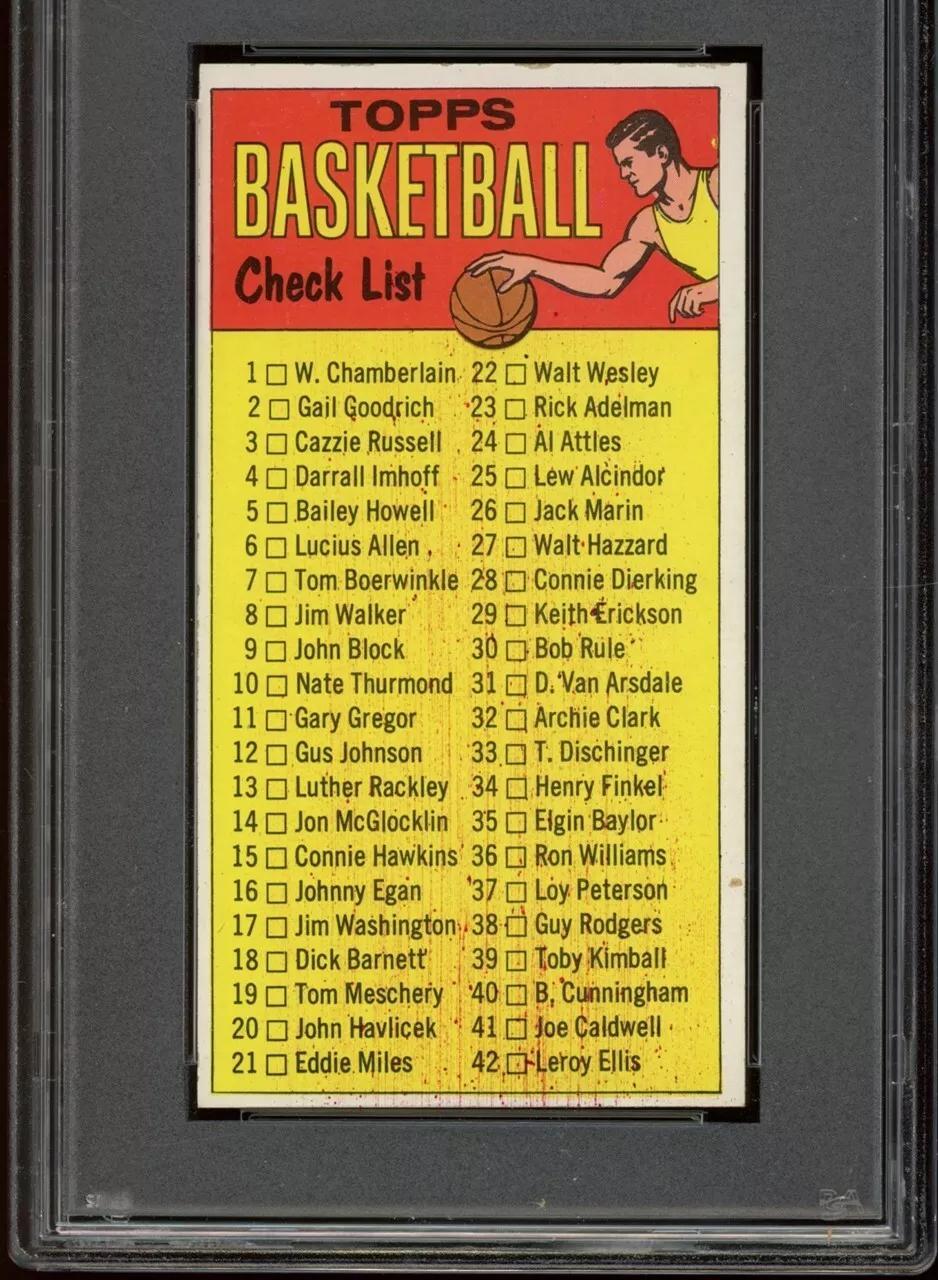 TOPPS
BASKETBALL
Check List
1 □ W. Chamberlain
2 □ Gail Goodrich
3 □ Cazzie Russell
4 □ Darrall Imhoff
5 □ Bailey Howell
6 □ Lucius Allen
7 □ Tom Boerwinkle
8 □ Jim Walker
9 □ John Block
10 □ Nate Thurmond
11 □ Gary Gregor
12 □ Gus Johnson
13 □ Luther Rackley
14 □ Jon McGlocklin
15 □ Connie Hawkins
16 □ Johnny Egan
17 □ Jim Washington
18 □ Dick Barnett
19 □ Tom Meschery
20 □ John Havlicek
21 □ Eddie Miles
22 □ Walt Wesley
23 □ Rick Adelman
24 □ Al Attles
25 □ Lew Alcindor
26 □ Jack Marin
27 □ Walt Hazzard
28 □ Connie Dierking
29 □ Keith Erickson
30 □ Bob Rule
31 □ D. Van Arsdale
32 □ Archie Clark
33 □ T. Dischinger
34 □ Henry Finkel
35 □ Elgin Baylor
36 □ Ron Williams
37 □ Loy Peterson
38 □ Guy Rodgers
39 □ Toby Kimball
40 □ B. Cunningham
41 □ Joe Caldwell
42 □ Leroy Ellis